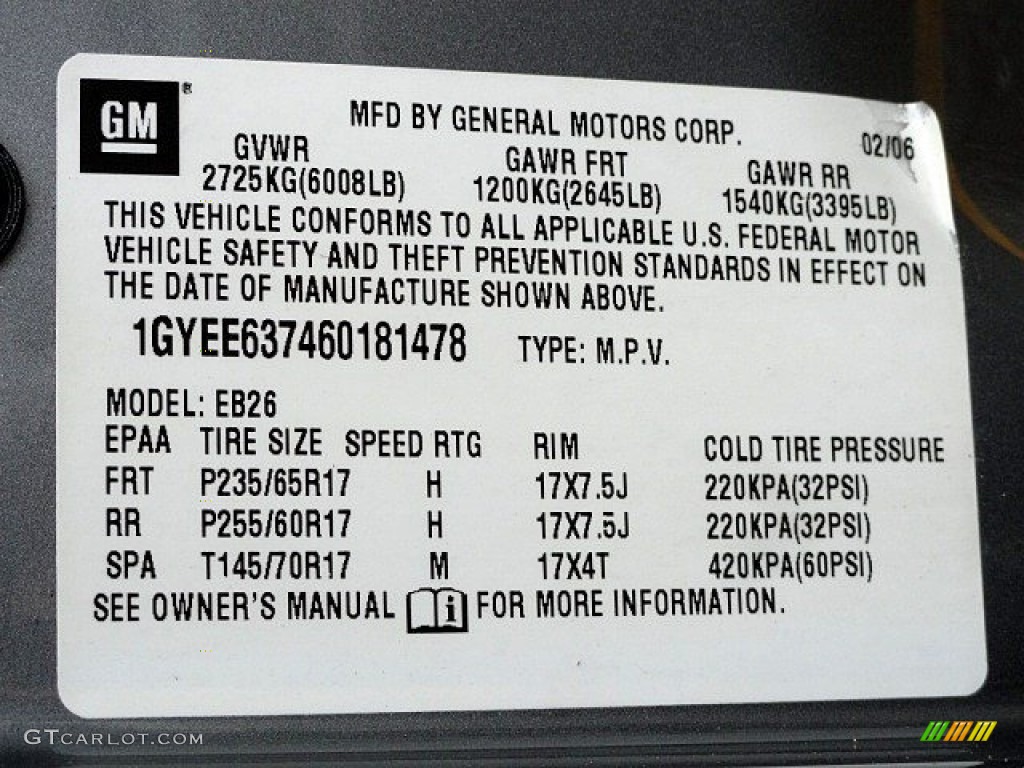 GM®
MFD BY GENERAL MOTORS CORP.
02/06
GVWR GAWR FRT GAWR RR
2725KG(6008LB) 1200KG(2645LB) 1540KG(3395LB)
THIS VEHICLE CONFORMS TO ALL APPLICABLE U.S. FEDERAL MOTOR
VEHICLE SAFETY AND THEFT PREVENTION STANDARDS IN EFFECT ON
THE DATE OF MANUFACTURE SHOWN ABOVE.
1GYEE637460181478 TYPE: M.P.V.
MODEL: EB26
EPAA TIRE SIZE SPEED RTG RIM COLD TIRE PRESSURE
FRT P235/65R17 H 17X7.5J 220KPA(32PSI)
RR P255/60R17 H 17X7.5J 220KPA(32PSI)
SPA T145/70R17 M 17X4T 420KPA(60PSI)
SEE OWNER'S MANUAL i FOR MORE INFORMATION.
GTCARLOT.COM